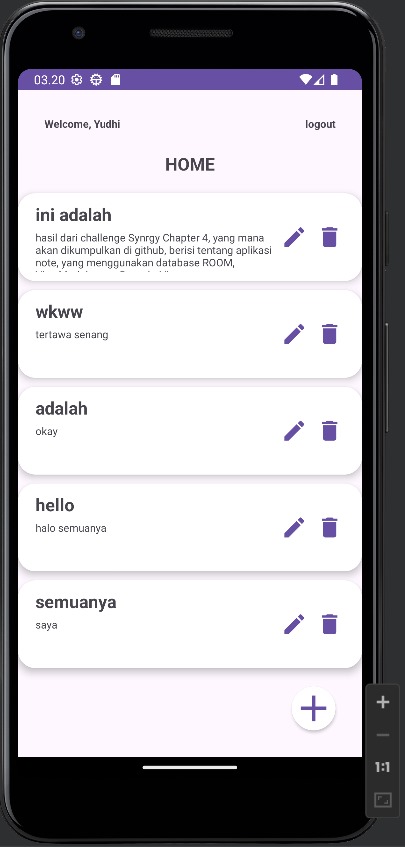 03.20
Welcome, Yudhi
logout
HOME
ini adalah
hasil dari challenge Synrgy Chapter 4, yang mana
akan dikumpulkan di github, berisi tentang aplikasi
note, yang menggunakan database ROOM,
wkww
tertawa senang
adalah
okay
hello
halo semuanya
semuanya
saya
1:1